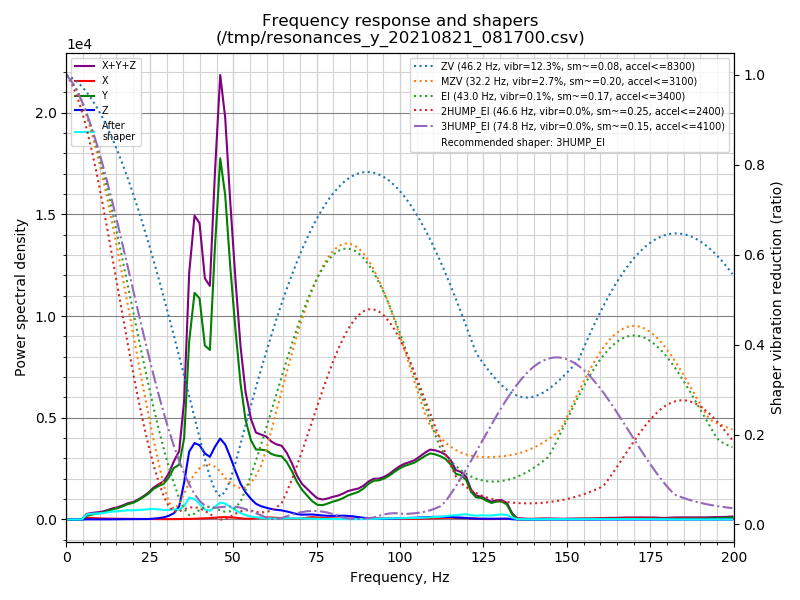 Frequency response and shapers
(/tmp/resonances_y_20210821_081700.csv)
1e4
X+Y+Z
X
Y
Z
After
shaper
ZV (46.2 Hz, vibr=12.3%, sm~=0.08, accel<=8300)
MZV (32.2 Hz, vibr=2.7%, sm~=0.20, accel<=3100)
EI (43.0 Hz, vibr=0.1%, sm~=0.17, accel<=3400)
2HUMP_EI (46.6 Hz, vibr=0.0%, sm~=0.25, accel<=2400)
3HUMP_EI (74.8 Hz, vibr=0.0%, sm~=0.15, accel<=4100)
Recommended shaper: 3HUMP_EI
Power spectral density
2.0
1.5
1.0
0.5
0.0
1.0
0.8
0.6
0.4
0.2
0.0
Shaper vibration reduction (ratio)
0 25 50 75 100 125 150 175 200
Frequency, Hz